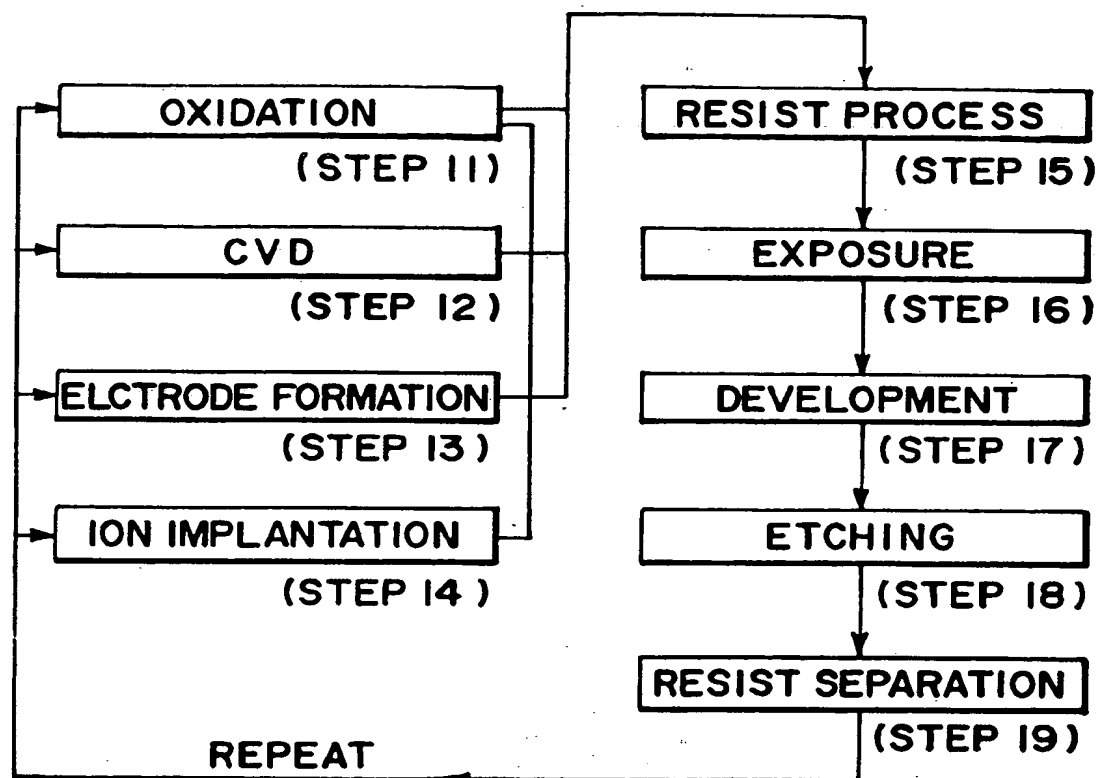 OXIDATION
(STEP 11)
CVD
(STEP 12)
ELCTRODE FORMATION
(STEP 13)
ION IMPLANTATION
(STEP 14)
RESIST PROCESS
(STEP 15)
EXPOSURE
(STEP 16)
DEVELOPMENT
(STEP 17)
ETCHING
(STEP 18)
RESIST SEPARATION
(STEP 19)
REPEAT